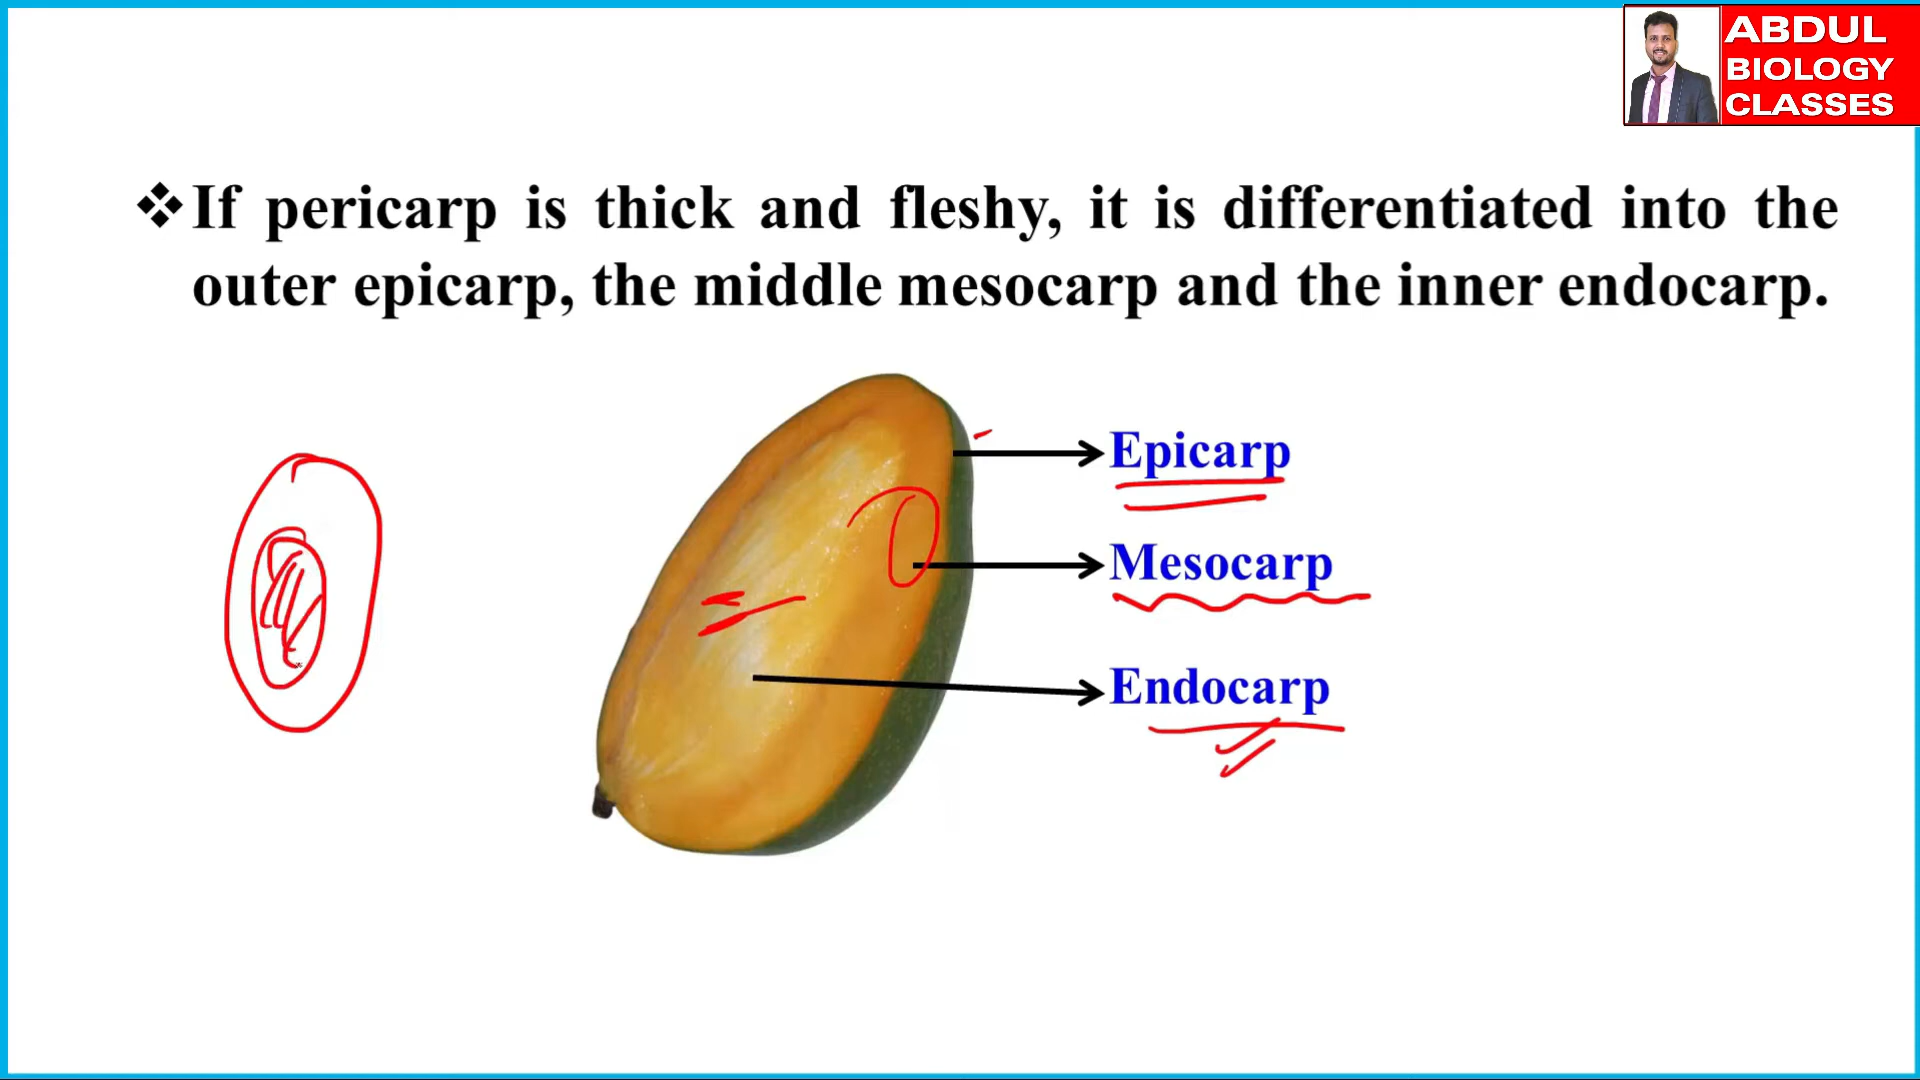 ABDUL
BIOLOGY
CLASSES
❖If pericarp is thick and fleshy, it is differentiated into the
outer epicarp, the middle mesocarp and the inner endocarp.
Epicarp
Mesocarp
Endocarp